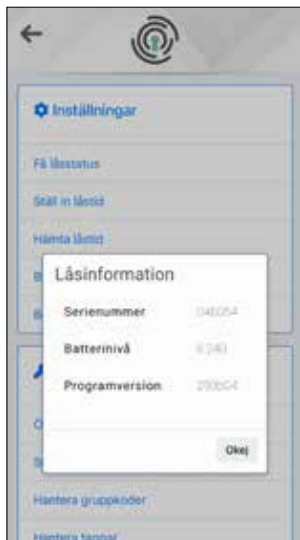 Inställningar
Få låsstatus
Ställ in låstid
Hämta låstid
Låsinformation
Serienummer
Batterinivå
Programversion
Okej
Hantera gruppkoder
Hantera taggar